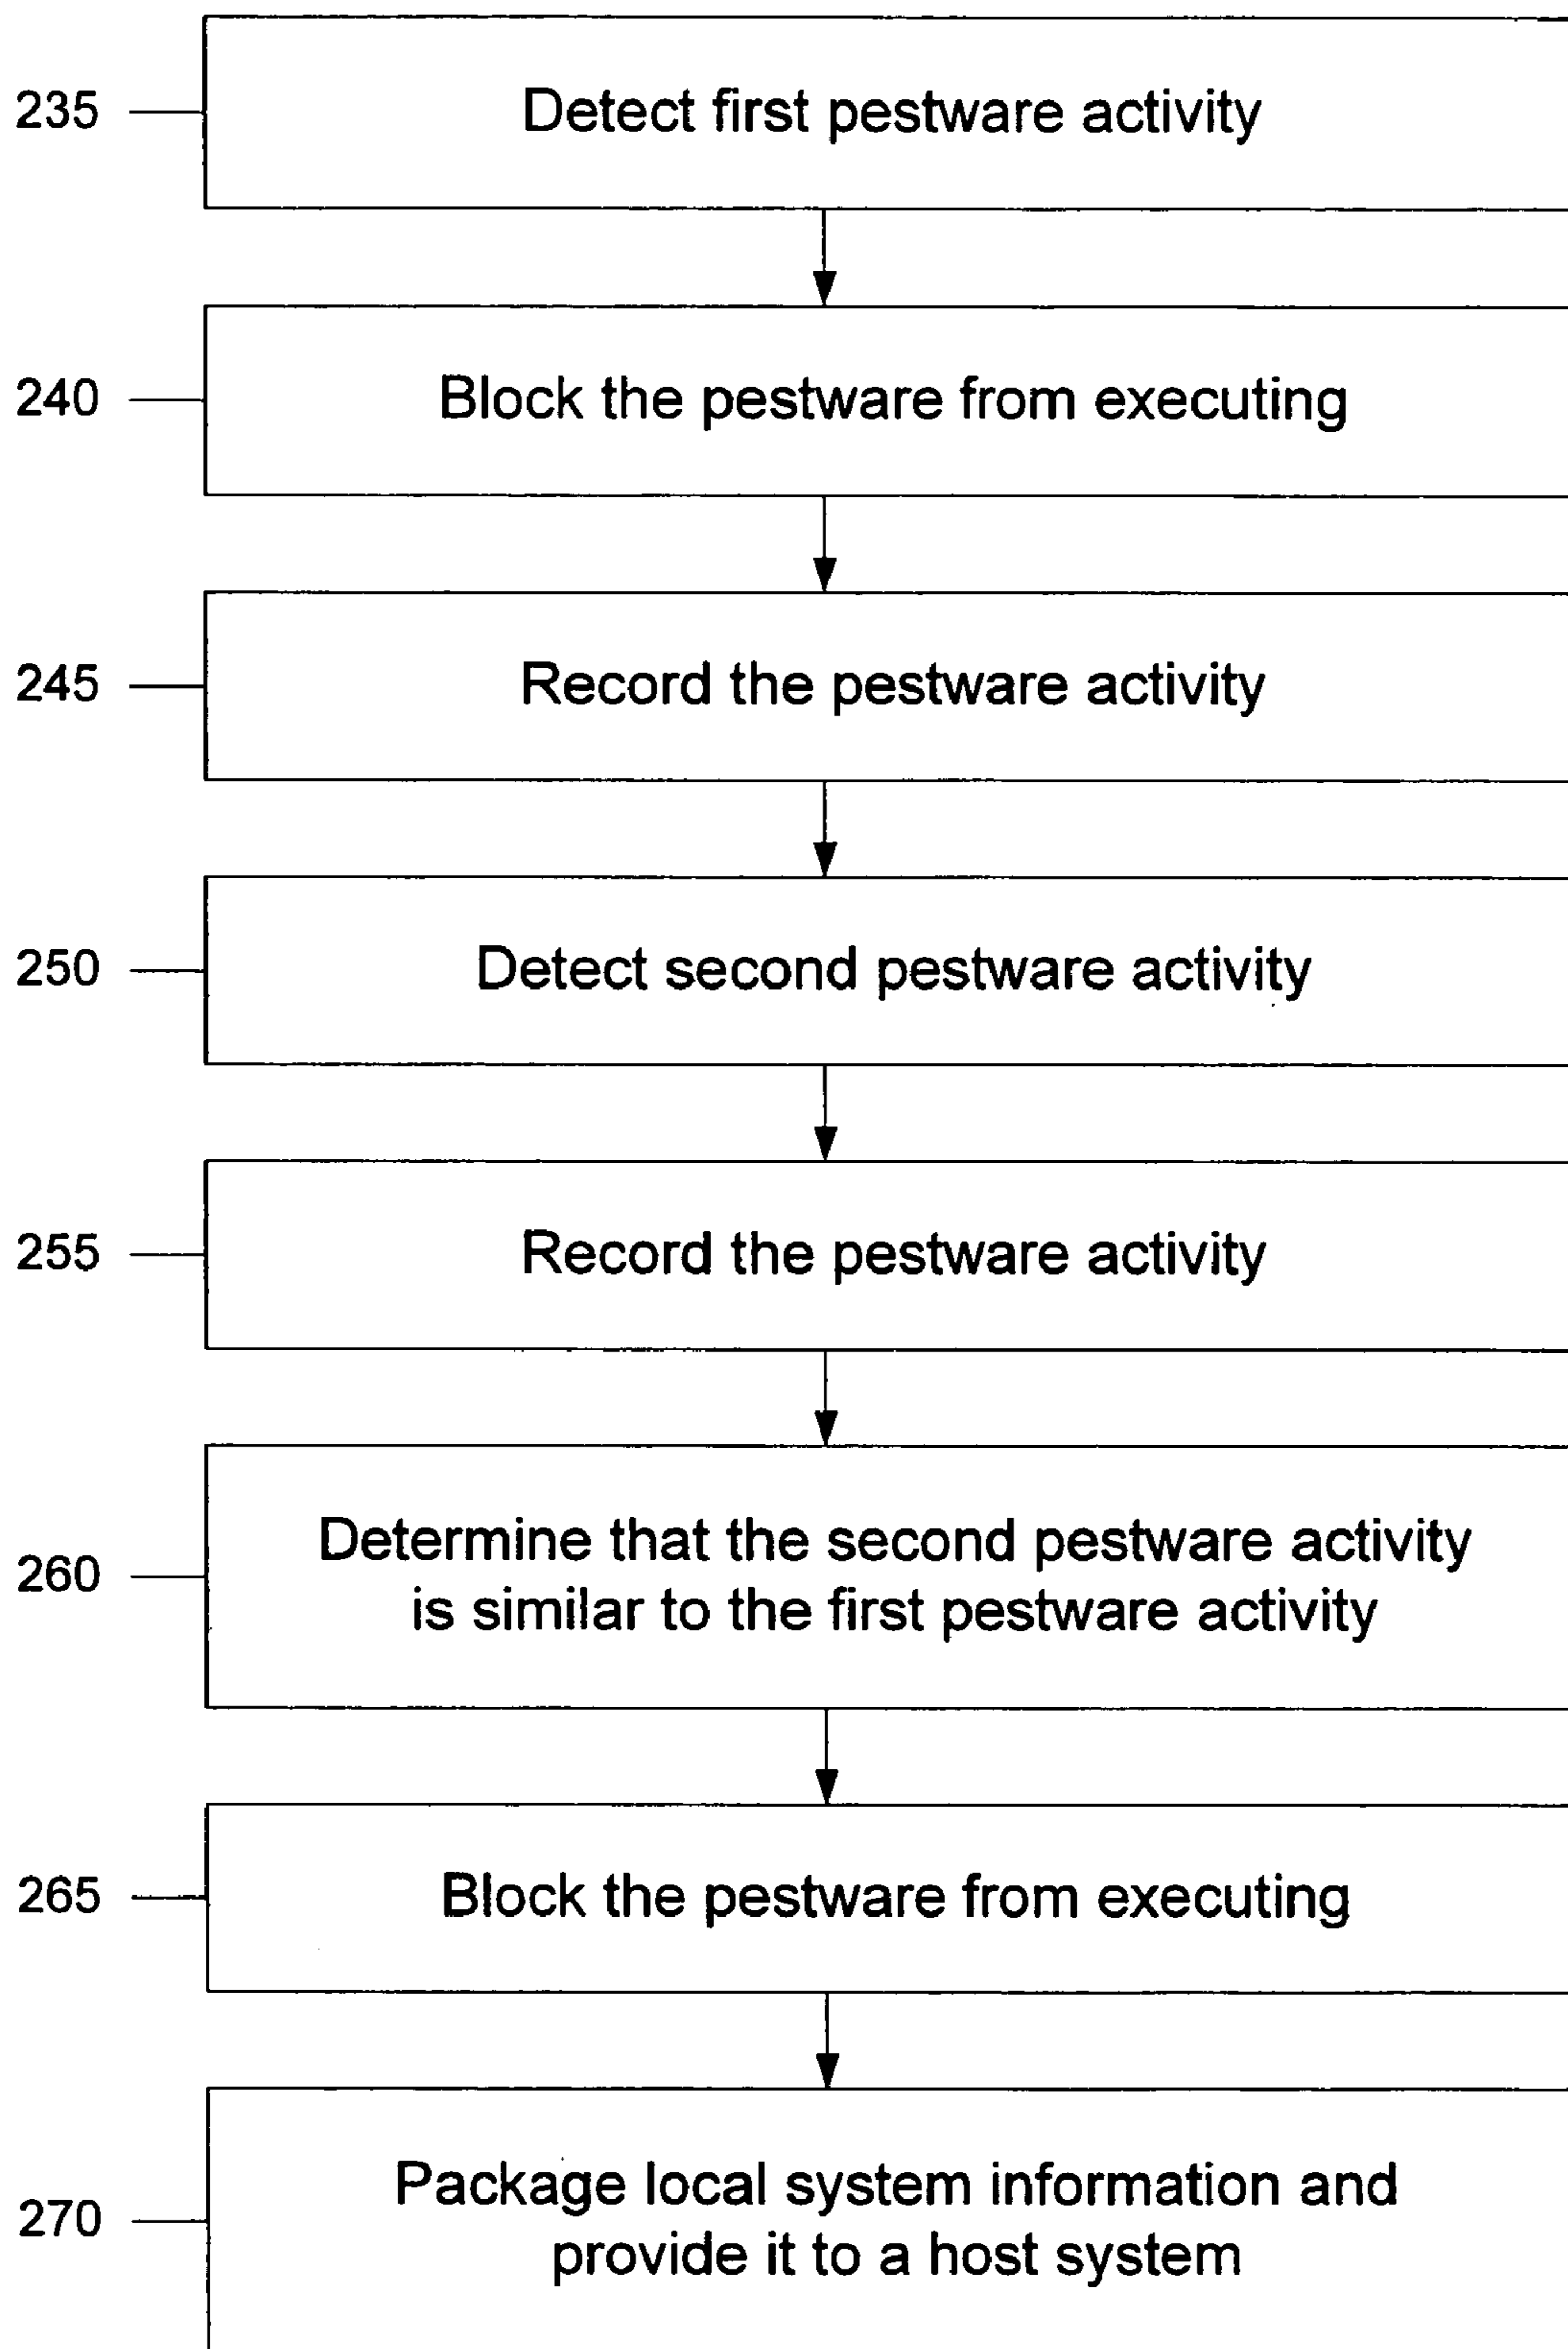 235
Detect first pestware activity
240
Block the pestware from executing
245
Record the pestware activity
250
Detect second pestware activity
255
Record the pestware activity
260
Determine that the second pestware activity
is similar to the first pestware activity
265
Block the pestware from executing
270
Package local system information and
provide it to a host system